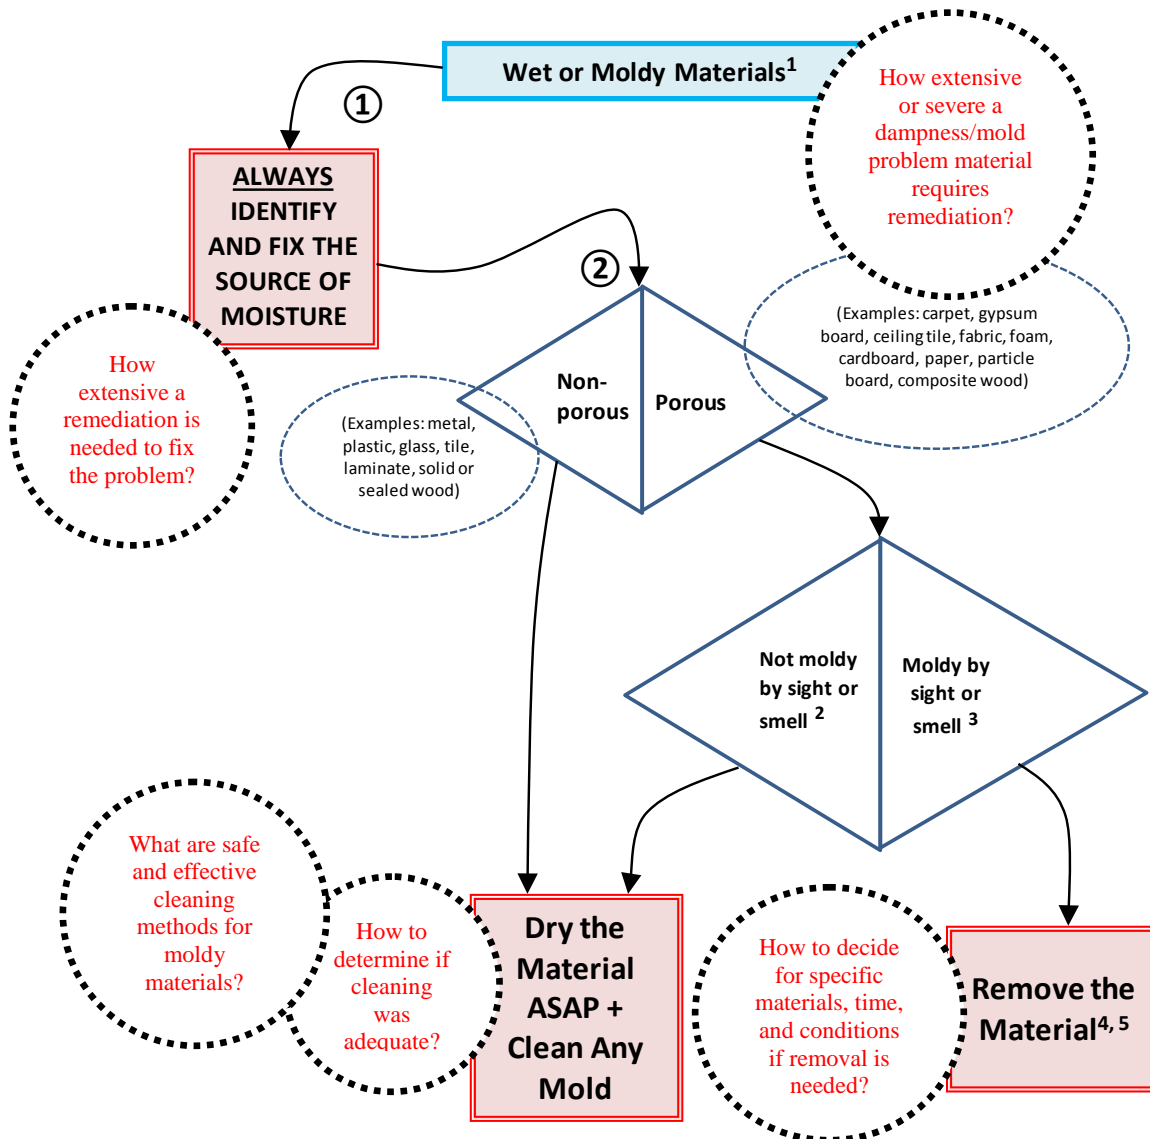 Wet or Moldy Materials1
How extensive
or severe a
dampness/mold
problem material
requires
remediation?
①
ALWAYS
IDENTIFY
AND FIX THE
SOURCE OF
MOISTURE
②
(Examples: carpet, gypsum
board, ceiling tile, fabric, foam,
cardboard, paper, particle
board, composite wood)
How
extensive a
remediation is
needed to fix
the problem?
Non-
porous
Porous
(Examples: metal,
plastic, glass, tile,
laminate, solid or
sealed wood)
Not moldy
by sight or
smell 2
Moldy by
sight or
smell 3
What are safe
and effective
cleaning
methods for
moldy
materials?
How to
determine if
cleaning
was
adequate?
Dry the
Material
ASAP +
Clean Any
Mold
How to decide
for specific
materials, time,
and conditions
if removal is
needed?
Remove the
Material4, 5